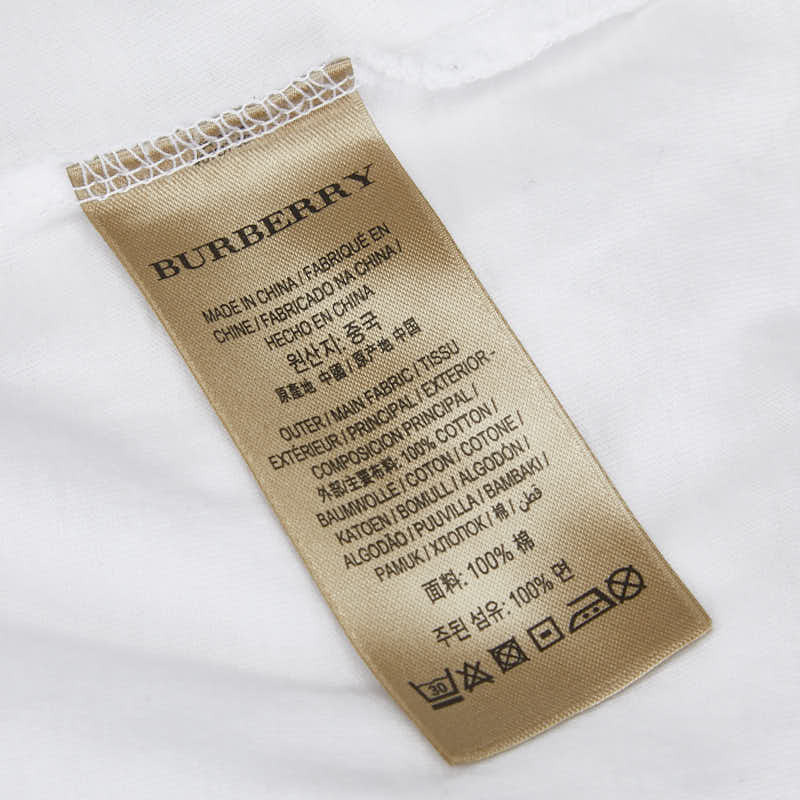 BURBERRY
MADE IN CHINA / FABRIQUÉ EN
CHINE / FABRICADO NA CHINA /
HECHO EN CHINA
원산지: 중국
原產地 中國 / 原产地 中国
OUTER / MAIN FABRIC / TISSU
EXTÉRIEUR / PRINCIPAL / EXTERIOR -
COMPOSICION PRINCIPAL /
外部主要布料: 100% COTTON /
BAUMWOLLE / COTON / COTONE /
KATOEN / BOMULL / ALGODÓN /
ALGODÃO / PUUVILLA / BAMBAKI /
PAMUK / ХЛОПОК / 棉 / قطن /
面料: 100% 棉
주된 섬유: 100% 면
30